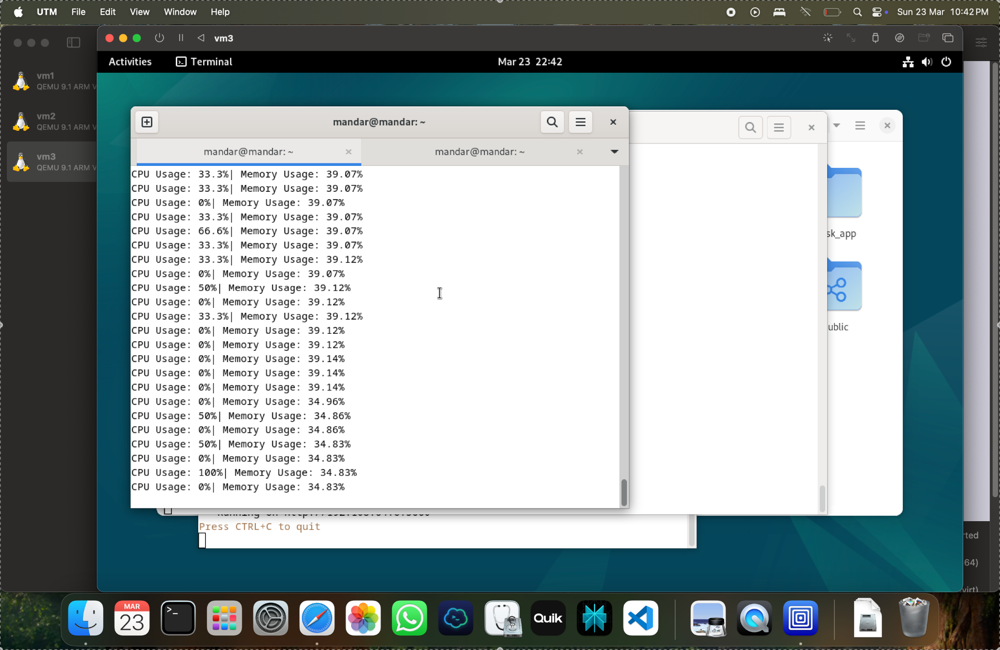 UTM File Edit View Window Help Sun 23 Mar 10:42 PM
vm3
vm1
QEMU 9.1 ARM V
vm2
QEMU 9.1 ARM V
vm3
QEMU 9.1 ARM V
Activities Terminal Mar 23 22:42
mandar@mandar: ~
mandar@mandar: ~ mandar@mandar: ~
CPU Usage: 33.3%| Memory Usage: 39.07%
CPU Usage: 33.3%| Memory Usage: 39.07%
CPU Usage: 0%| Memory Usage: 39.07%
CPU Usage: 33.3%| Memory Usage: 39.07%
CPU Usage: 66.6%| Memory Usage: 39.07%
CPU Usage: 33.3%| Memory Usage: 39.07%
CPU Usage: 33.3%| Memory Usage: 39.12%
CPU Usage: 0%| Memory Usage: 39.07%
CPU Usage: 50%| Memory Usage: 39.12%
CPU Usage: 0%| Memory Usage: 39.12%
CPU Usage: 33.3%| Memory Usage: 39.12%
CPU Usage: 0%| Memory Usage: 39.12%
CPU Usage: 0%| Memory Usage: 39.12%
CPU Usage: 0%| Memory Usage: 39.14%
CPU Usage: 0%| Memory Usage: 39.14%
CPU Usage: 0%| Memory Usage: 39.14%
CPU Usage: 0%| Memory Usage: 34.96%
CPU Usage: 50%| Memory Usage: 34.86%
CPU Usage: 0%| Memory Usage: 34.86%
CPU Usage: 50%| Memory Usage: 34.83%
CPU Usage: 0%| Memory Usage: 34.83%
CPU Usage: 100%| Memory Usage: 34.83%
CPU Usage: 0%| Memory Usage: 34.83%
sk_app
ublic
Press CTRL+C to quit
rted
64)
virt)
MAR
23
>_
Quik